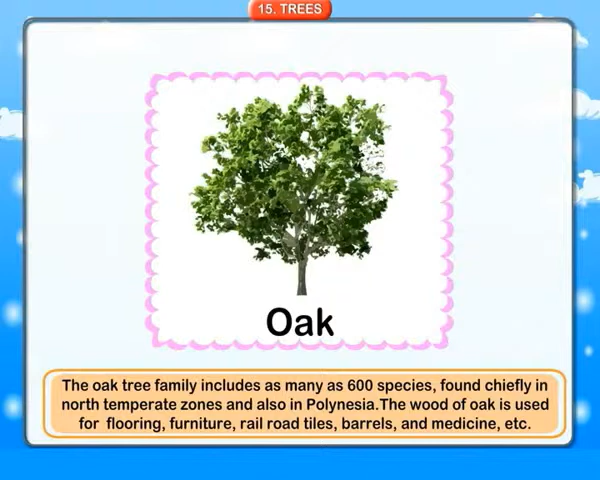 15. TREES
Oak
The oak tree family includes as many as 600 species, found chiefly in
north temperate zones and also in Polynesia.The wood of oak is used
for flooring, furniture, rail road tiles, barrels, and medicine, etc.